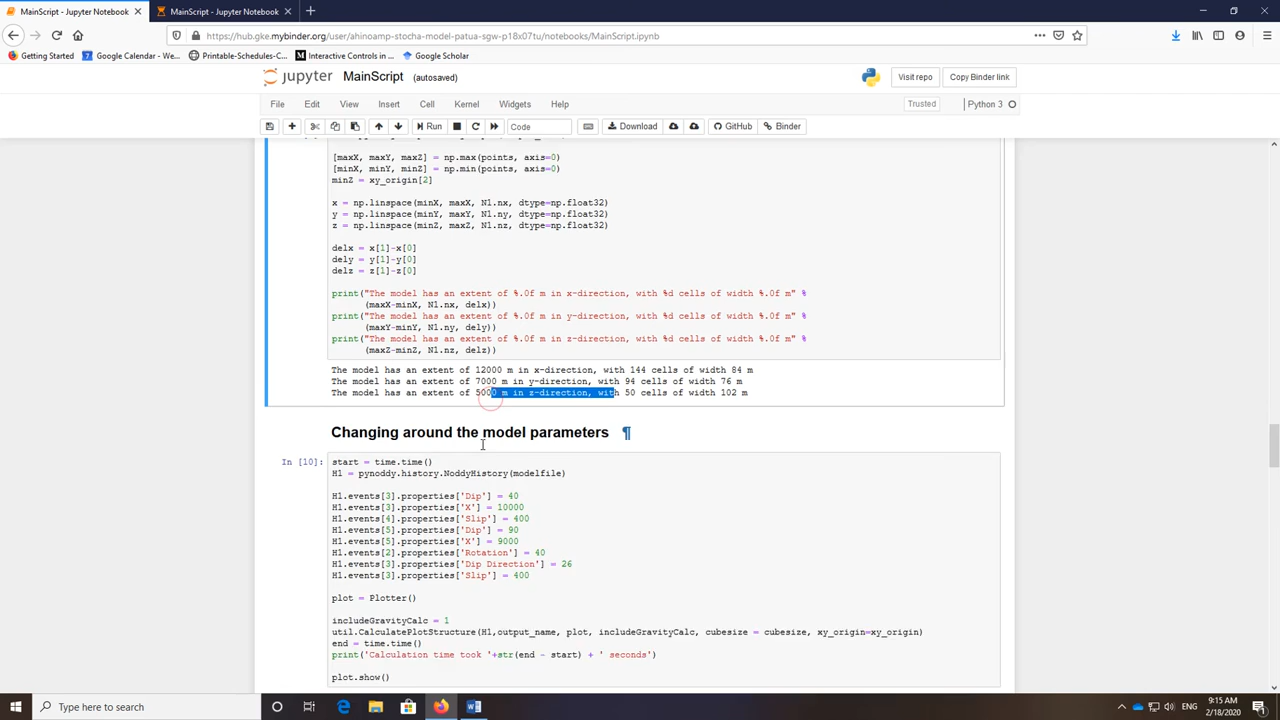 MainScript - Jupyter Notebook
MainScript - Jupyter Notebook
https://hub.gke.mybinder.org/user/ahinoamp-stocha-model-patua-sgw-p18x07tu/notebooks/MainScript.ipynb
Getting Started
Google Calendar - We...
Printable-Schedules-C...
Interactive Controls in ...
Google Scholar
jupyter MainScript (autosaved)
Visit repo
Copy Binder link
File Edit View Insert Cell Kernel Widgets Help
Trusted
Python 3
Run
Code
Download
GitHub
Binder
[maxX, maxY, maxZ] = np.max(points, axis=0)
[minX, minY, minZ] = np.min(points, axis=0)
minZ = xy_origin[2]
x = np.linspace(minX, maxX, N1.nx, dtype=np.float32)
y = np.linspace(minY, maxY, N1.ny, dtype=np.float32)
z = np.linspace(minZ, maxZ, N1.nz, dtype=np.float32)
delx = x[1]-x[0]
dely = y[1]-y[0]
delz = z[1]-z[0]
print("The model has an extent of %.0f m in x-direction, with %d cells of width %.0f m" %
(maxX-minX, N1.nx, delx))
print("The model has an extent of %.0f m in y-direction, with %d cells of width %.0f m" %
(maxY-minY, N1.ny, dely))
print("The model has an extent of %.0f m in z-direction, with %d cells of width %.0f m" %
(maxZ-minZ, N1.nz, delz))
The model has an extent of 12000 m in x-direction, with 144 cells of width 84 m
The model has an extent of 7000 m in y-direction, with 94 cells of width 76 m
The model has an extent of 5000 m in z-direction, with 50 cells of width 102 m
Changing around the model parameters ¶
In [10]:
start = time.time()
H1 = pynoddy.history.NoddyHistory(modelfile)
H1.events[3].properties['Dip'] = 40
H1.events[3].properties['X'] = 10000
H1.events[4].properties['Slip'] = 400
H1.events[5].properties['Dip'] = 90
H1.events[5].properties['X'] = 9000
H1.events[2].properties['Rotation'] = 40
H1.events[3].properties['Dip Direction'] = 26
H1.events[3].properties['Slip'] = 400
plot = Plotter()
includeGravityCalc = 1
util.CalculatePlotStructure(H1,output_name, plot, includeGravityCalc, cubesize = cubesize, xy_origin=xy_origin)
end = time.time()
print('Calculation time took '+str(end - start) + ' seconds')
plot.show()
Type here to search
9:15 AM
2/18/2020